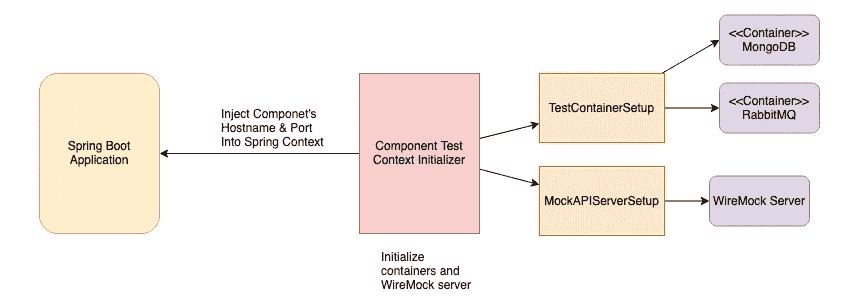 Spring Boot
Application
Inject Componet's
Hostname & Port
Into Spring Context
Component Test
Context Initializer
Initialize
containers and
WireMock server
TestContainerSetup
MockAPIServerSetup
<<Container>>
MongoDB
<<Container>>
RabbitMQ
WireMock Server